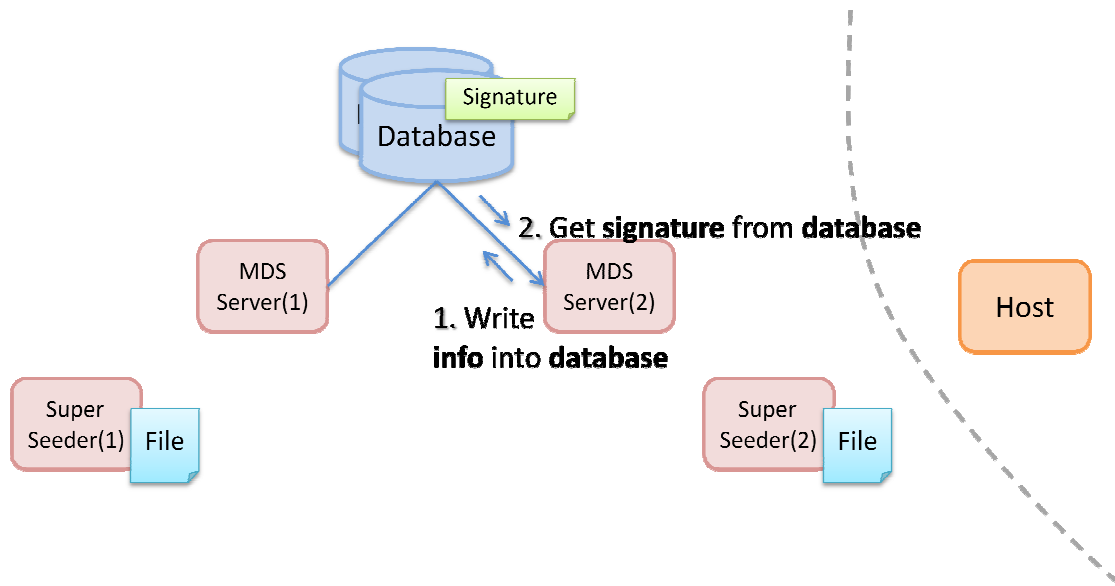 Signature
Database
2. Get signature from database
MDS
Server(1)
MDS
Server(2)
Host
1. Write
info into database
Super
Seeder(1)
File
Super
Seeder(2)
File